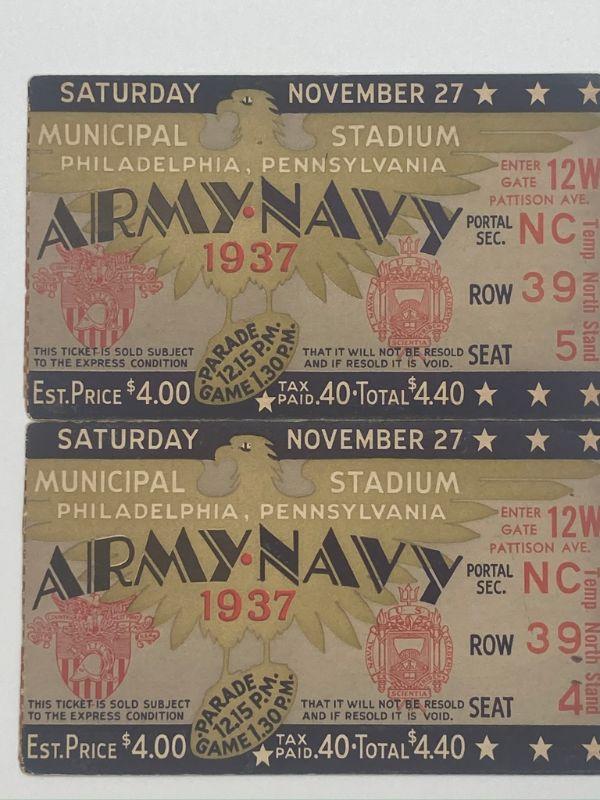 SATURDAY NOVEMBER 27
MUNICIPAL STADIUM
PHILADELPHIA, PENNSYLVANIA
ENTER GATE 12W
PATTISON AVE.
ARMY·NAVY
1937
PORTAL SEC. NC
ROW 39
SEAT 5
Temp North Stand
SCIENTIA
THIS TICKET IS SOLD SUBJECT
TO THE EXPRESS CONDITION
THAT IT WILL NOT BE RESOLD
AND IF RESOLD IT IS VOID.
·PARADE
12.15 P.M.
GAME 1.30 P.M.
EST. PRICE $4.00 TAX PAID .40·TOTAL $4.40
SATURDAY NOVEMBER 27
MUNICIPAL STADIUM
PHILADELPHIA, PENNSYLVANIA
ENTER GATE 12W
PATTISON AVE.
ARMY·NAVY
1937
PORTAL SEC. NC
ROW 39
SEAT 4
Temp North Stand
SCIENTIA
THIS TICKET IS SOLD SUBJECT
TO THE EXPRESS CONDITION
THAT IT WILL NOT BE RESOLD
AND IF RESOLD IT IS VOID.
·PARADE
12.15 P.M.
GAME 1.30 P.M.
EST. PRICE $4.00 TAX PAID .40·TOTAL $4.40